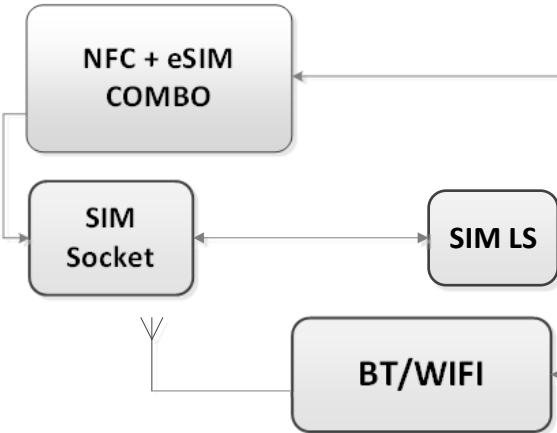 NFC + eSIM
COMBO
SIM
Socket
SIM LS
BT/WIFI